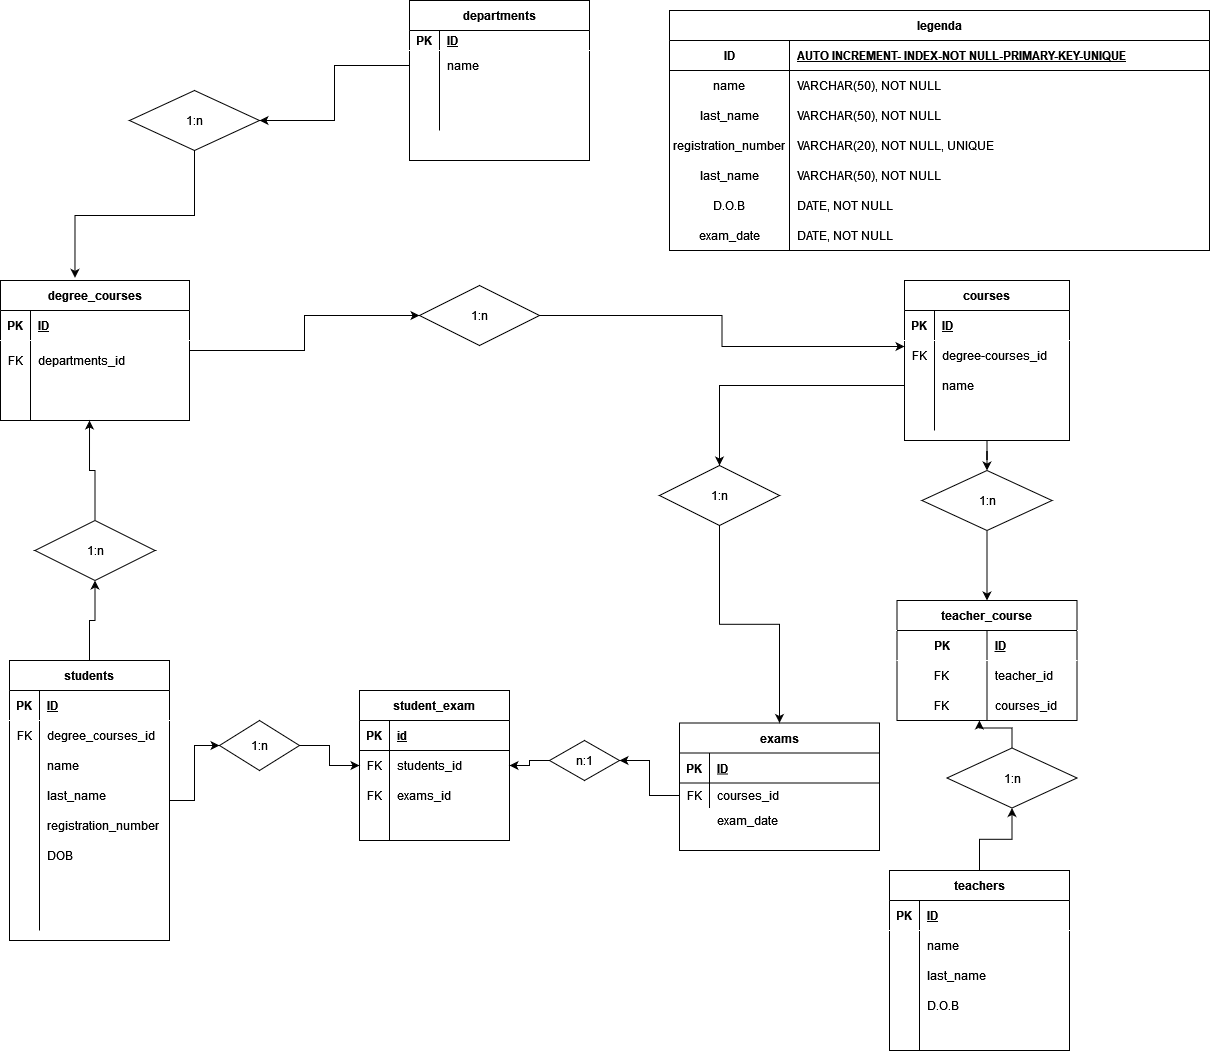 departments
PK ID
name
legenda
ID AUTO INCREMENT- INDEX-NOT NULL-PRIMARY-KEY-UNIQUE
name VARCHAR(50), NOT NULL
last_name VARCHAR(50), NOT NULL
registration_number VARCHAR(20), NOT NULL, UNIQUE
last_name VARCHAR(50), NOT NULL
D.O.B DATE, NOT NULL
exam_date DATE, NOT NULL
1:n
degree_courses
PK ID
FK departments_id
1:n
courses
PK ID
FK degree-courses_id
name
1:n
1:n
1:n
teacher_course
PK ID
FK teacher_id
FK courses_id
students
PK ID
FK degree_courses_id
name
last_name
registration_number
DOB
1:n
student_exam
PK id
FK students_id
FK exams_id
n:1
exams
PK ID
FK courses_id
exam_date
1:n
teachers
PK ID
name
last_name
D.O.B